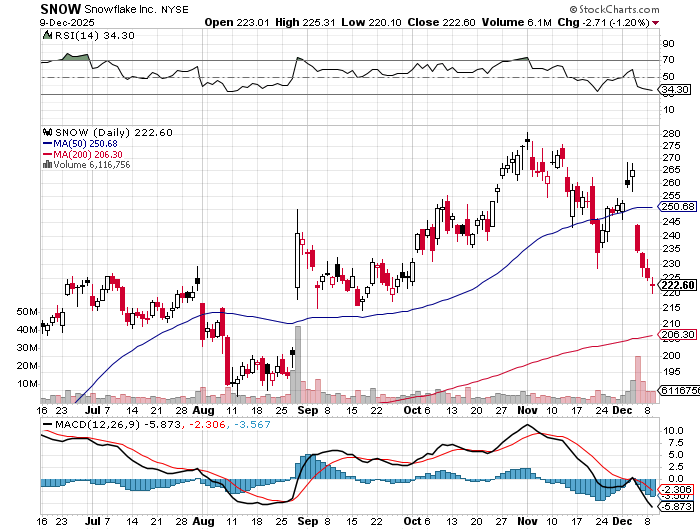 SNOW Snowflake Inc. NYSE
© StockCharts.com
9-Dec-2025
Open 223.01 High 225.31 Low 220.10 Close 222.60 Volume 6.1M Chg -2.71 (-1.20%)
RSI(14) 34.30
90
70
50
34.30
30
10
SNOW (Daily) 222.60
MA(50) 250.68
MA(200) 206.30
Volume 6,116,756
280
275
270
265
260
255
250.68
245
240
235
230
225
222.60
220
215
210
206.30
200
195
6116756
50M
40M
30M
20M
10M
16 23 Jul 7 14 21 28 Aug 11 18 25 Sep 8 15 22 Oct 6 13 20 27 Nov 10 17 24 Dec 8
MACD(12,26,9) -5.873, -2.306, -3.567
10.0
7.5
5.0
2.5
0.0
-2.306
-3.567
-5.873
16 23 Jul 7 14 21 28 Aug 11 18 25 Sep 8 15 22 Oct 6 13 20 27 Nov 10 17 24 Dec 8